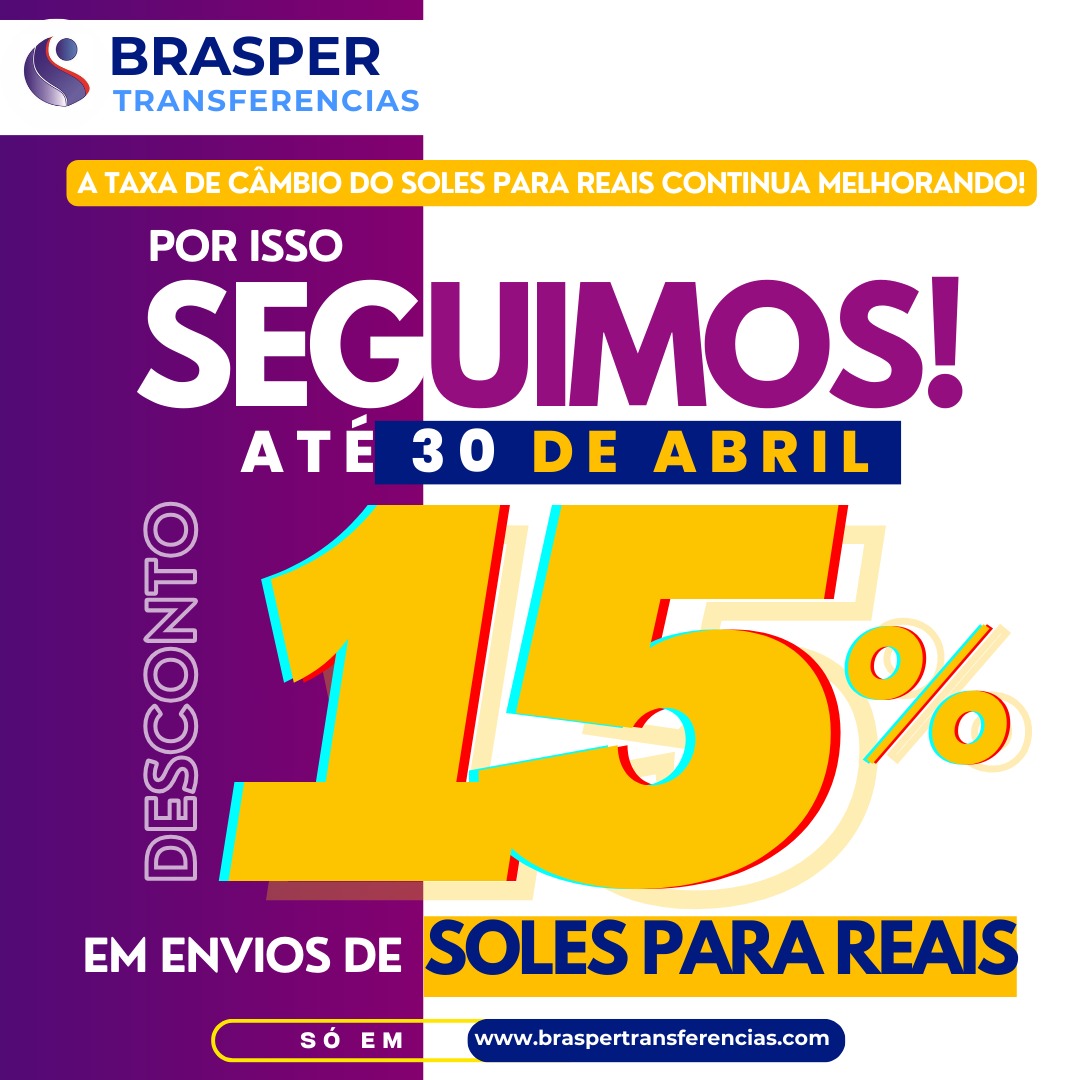 BRASPER
TRANSFERENCIAS
A TAXA DE CÂMBIO DO SOLES PARA REAIS CONTINUA MELHORANDO!
POR ISSO
SEGUIMOS!
ATÉ 30 DE ABRIL
DESCONTO
15%
EM ENVIOS DE SOLES PARA REAIS
SÓ EM www.braspertransferencias.com